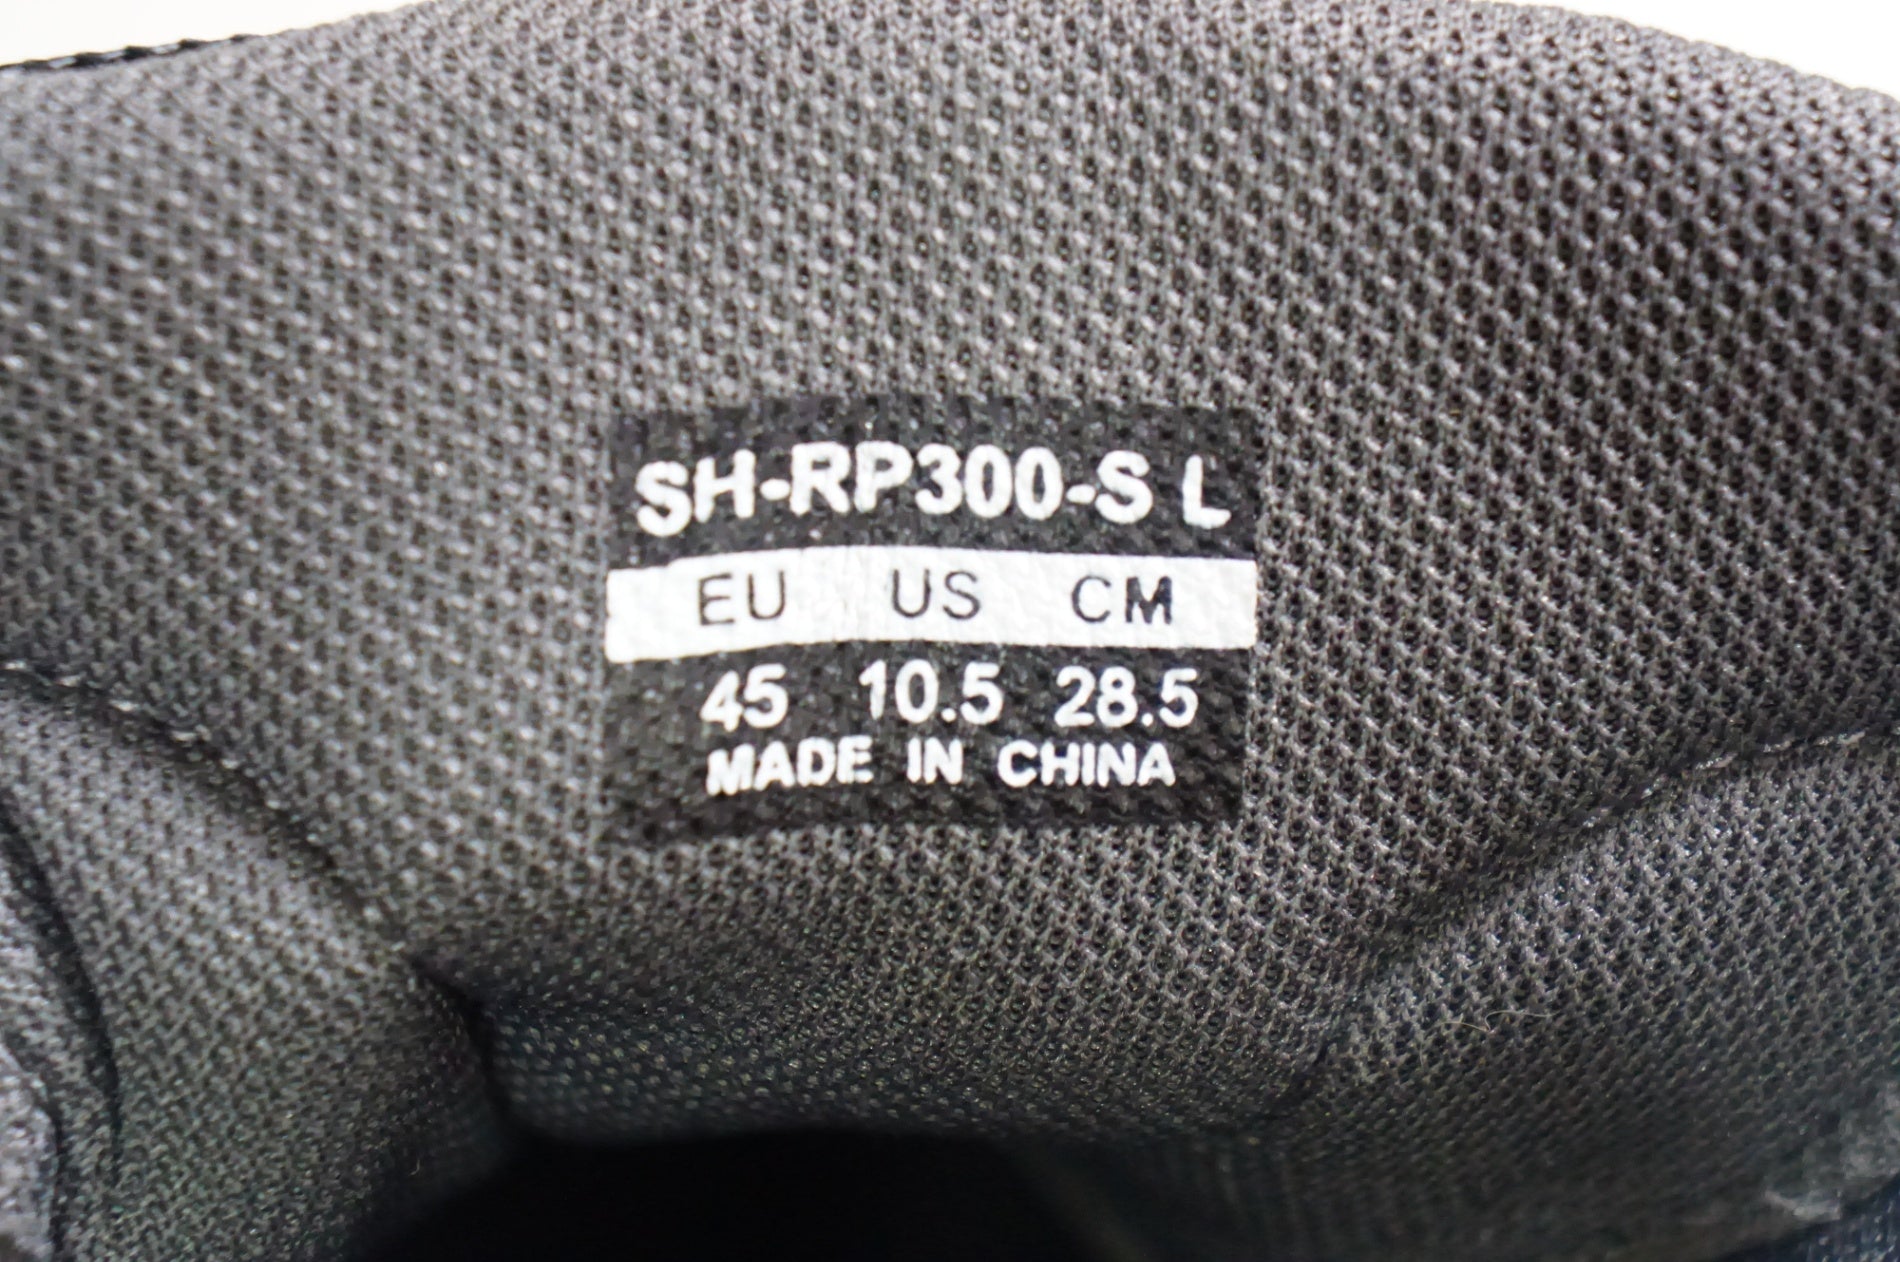 SH-RP300-S L
EU US CM
45 10.5 28.5
MADE IN CHINA